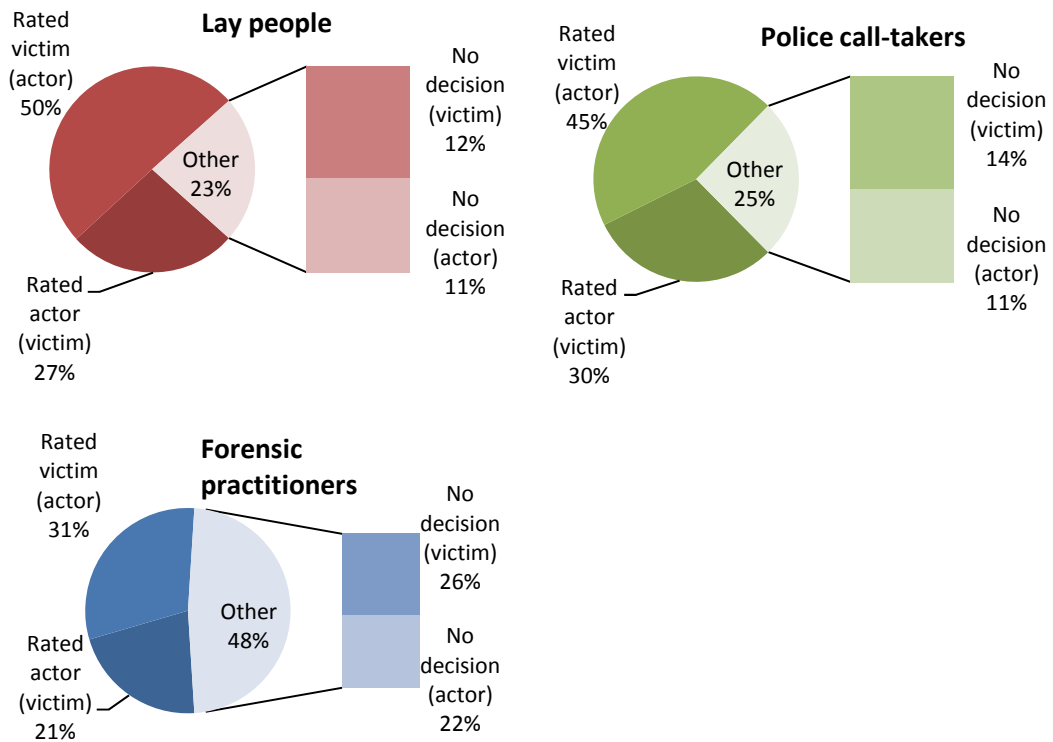 Lay people
Rated
victim
(actor)
50%
Other
23%
No
decision
(victim)
12%
No
decision
(actor)
11%
Rated
actor
(victim)
27%
Police call-takers
Rated
victim
(actor)
45%
Other
25%
No
decision
(victim)
14%
No
decision
(actor)
11%
Rated
actor
(victim)
30%
Forensic
practitioners
Rated
victim
(actor)
31%
Other
48%
No
decision
(victim)
26%
No
decision
(actor)
22%
Rated
actor
(victim)
21%